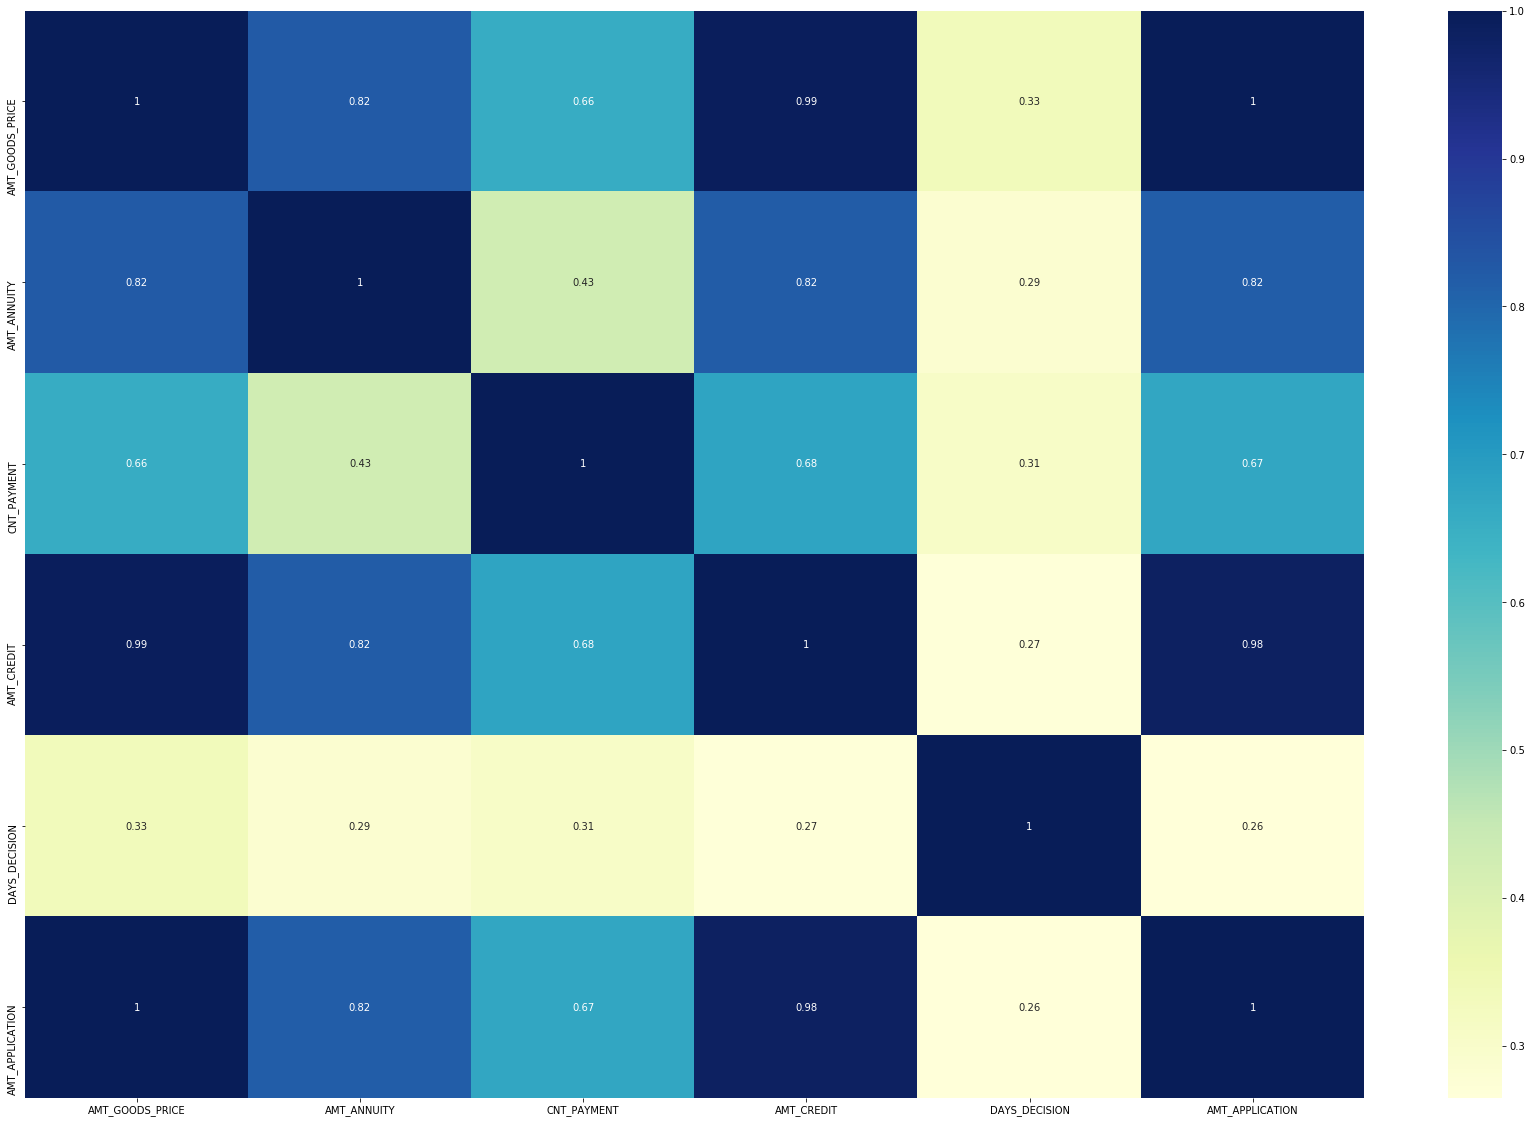 AMT_GOODS_PRICE 1 0.82 0.66 0.99 0.33 1
AMT_ANNUITY 0.82 1 0.43 0.82 0.29 0.82
CNT_PAYMENT 0.66 0.43 1 0.68 0.31 0.67
AMT_CREDIT 0.99 0.82 0.68 1 0.27 0.98
DAYS_DECISION 0.33 0.29 0.31 0.27 1 0.26
AMT_APPLICATION 1 0.82 0.67 0.98 0.26 1
AMT_GOODS_PRICE AMT_ANNUITY CNT_PAYMENT AMT_CREDIT DAYS_DECISION AMT_APPLICATION
1.0
0.9
0.8
0.7
0.6
0.5
0.4
0.3